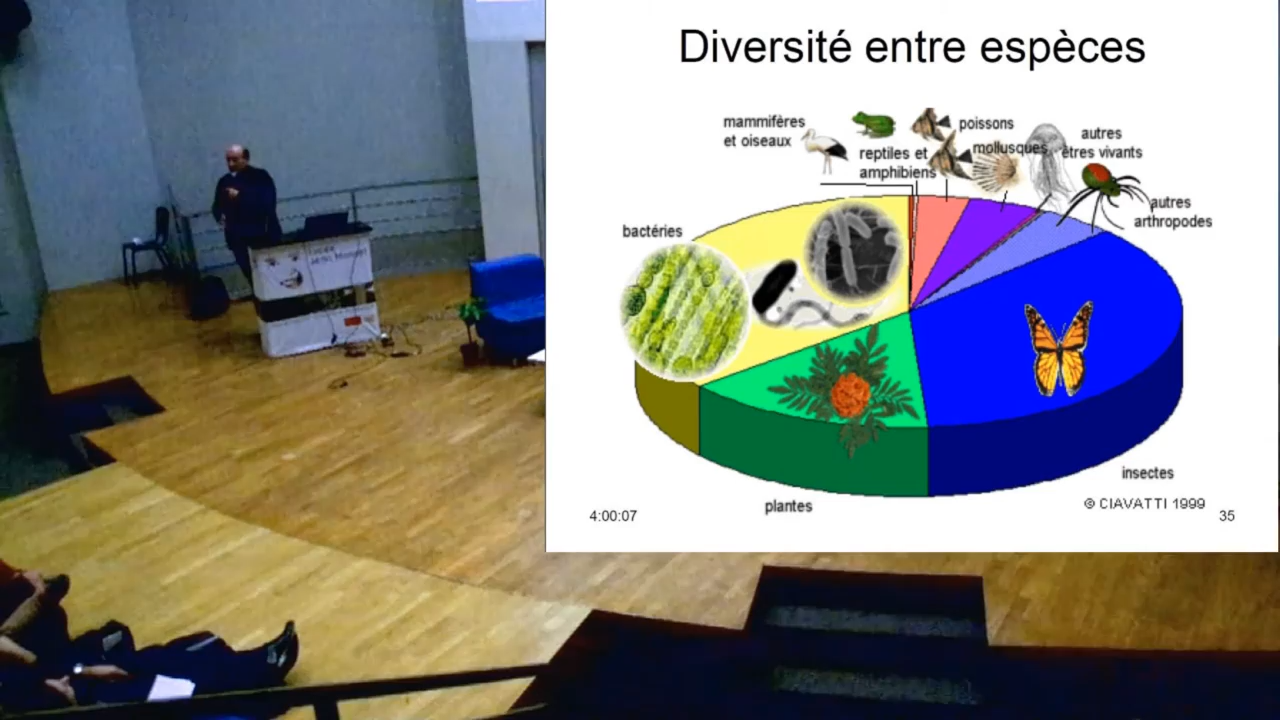 Diversité entre espèces
mammifères
et oiseaux
reptiles et
amphibiens
poissons
mollusques
autres
êtres vivants
autres
arthropodes
bactéries
insectes
plantes
© CIAVATTI 1999
4:00:07
35